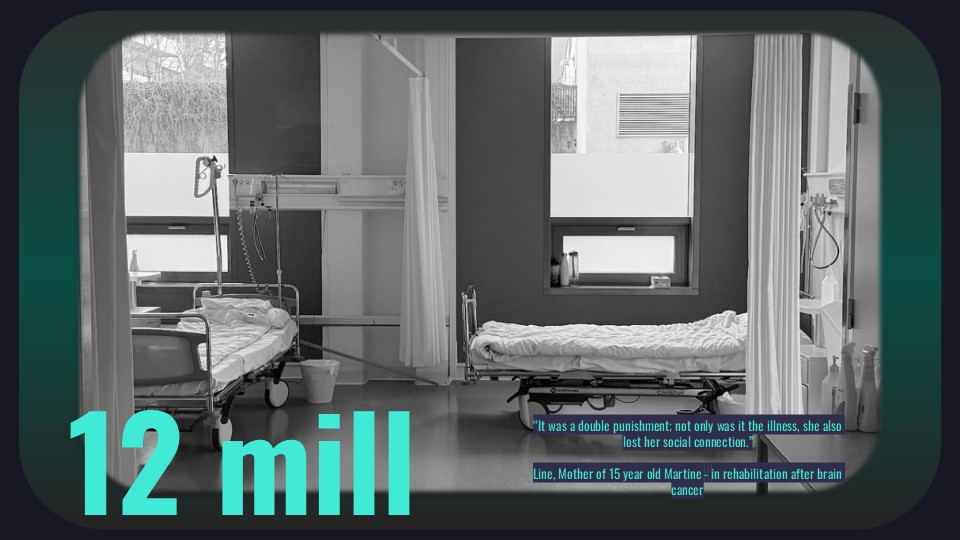 12 mill
“It was a double punishment; not only was it the illness, she also
lost her social connection.”
Line, Mother of 15 year old Martine - in rehabilitation after brain
cancer